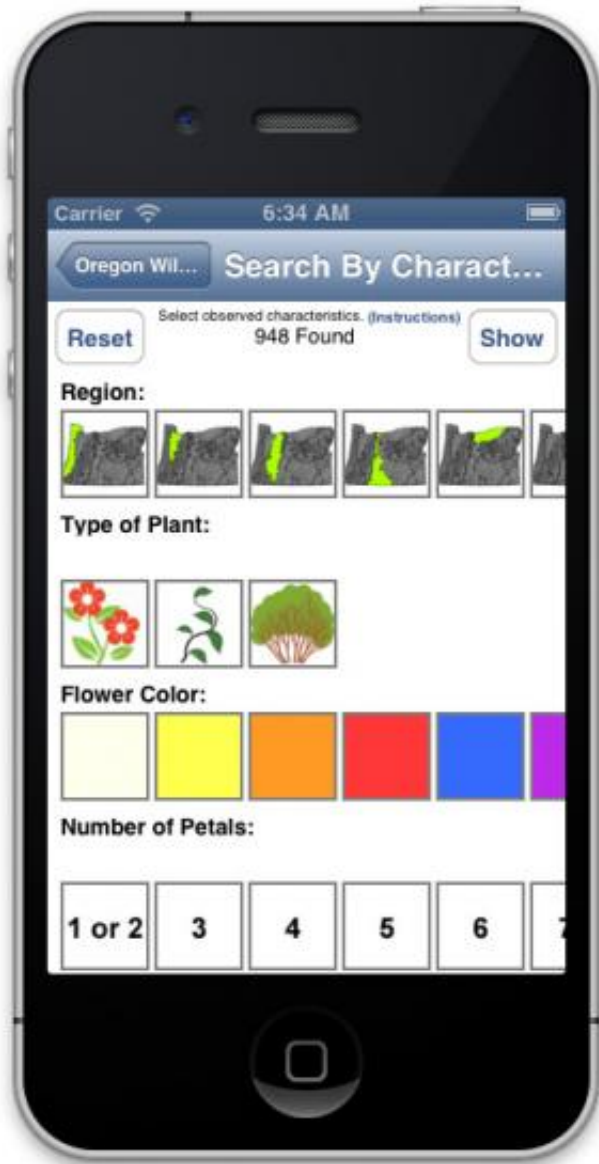 Carrier 6:34 AM
Oregon Wil... Search By Charact...
Select observed characteristics. (Instructions)
Reset 948 Found Show
Region:
Type of Plant:
Flower Color:
Number of Petals:
1 or 2 3 4 5 6